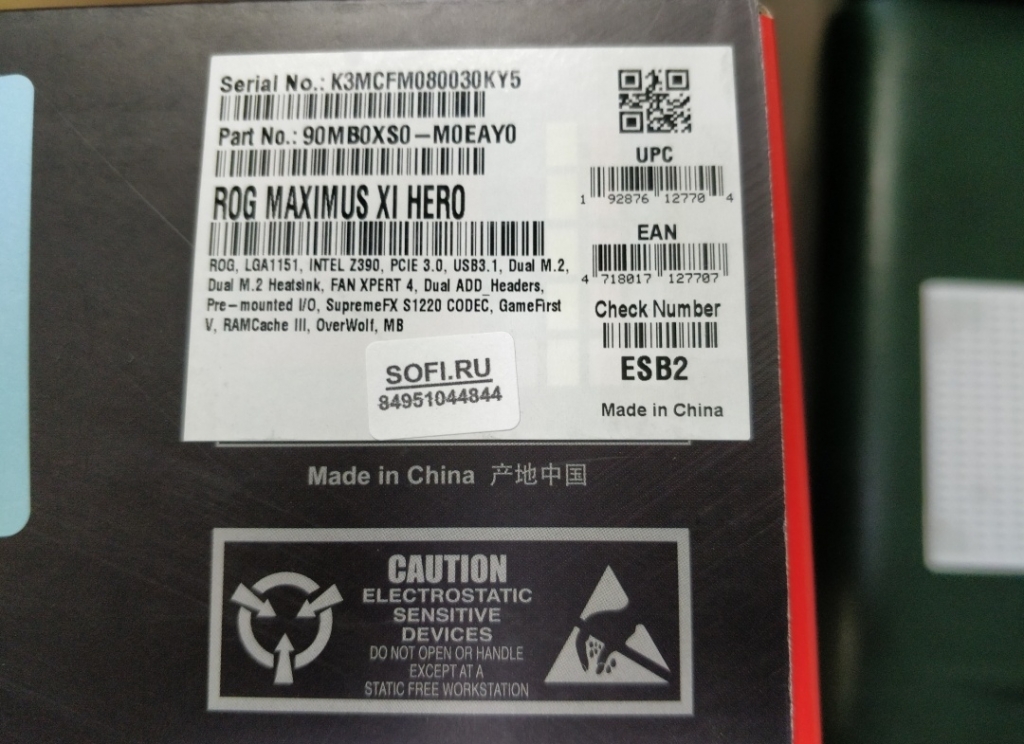 Serial No.: K3MCFM080030KY5
Part No.: 90MB0XS0-M0EAY0
ROG MAXIMUS XI HERO
ROG, LGA1151, INTEL Z390, PCIE 3.0, USB3.1, Dual M.2,
Dual M.2 Heatsink, FAN XPERT 4, Dual ADD_Headers,
Pre-mounted I/O, SupremeFX S1220 CODEC, GameFirst
V, RAMCache III, OverWolf, MB
UPC
1 92876 12770 4
EAN
4 718017 127707
Check Number
ESB2
Made in China
SOFI.RU
84951044844
Made in China 产地中国
CAUTION
ELECTROSTATIC
SENSITIVE
DEVICES
DO NOT OPEN OR HANDLE
EXCEPT AT A
STATIC FREE WORKSTATION